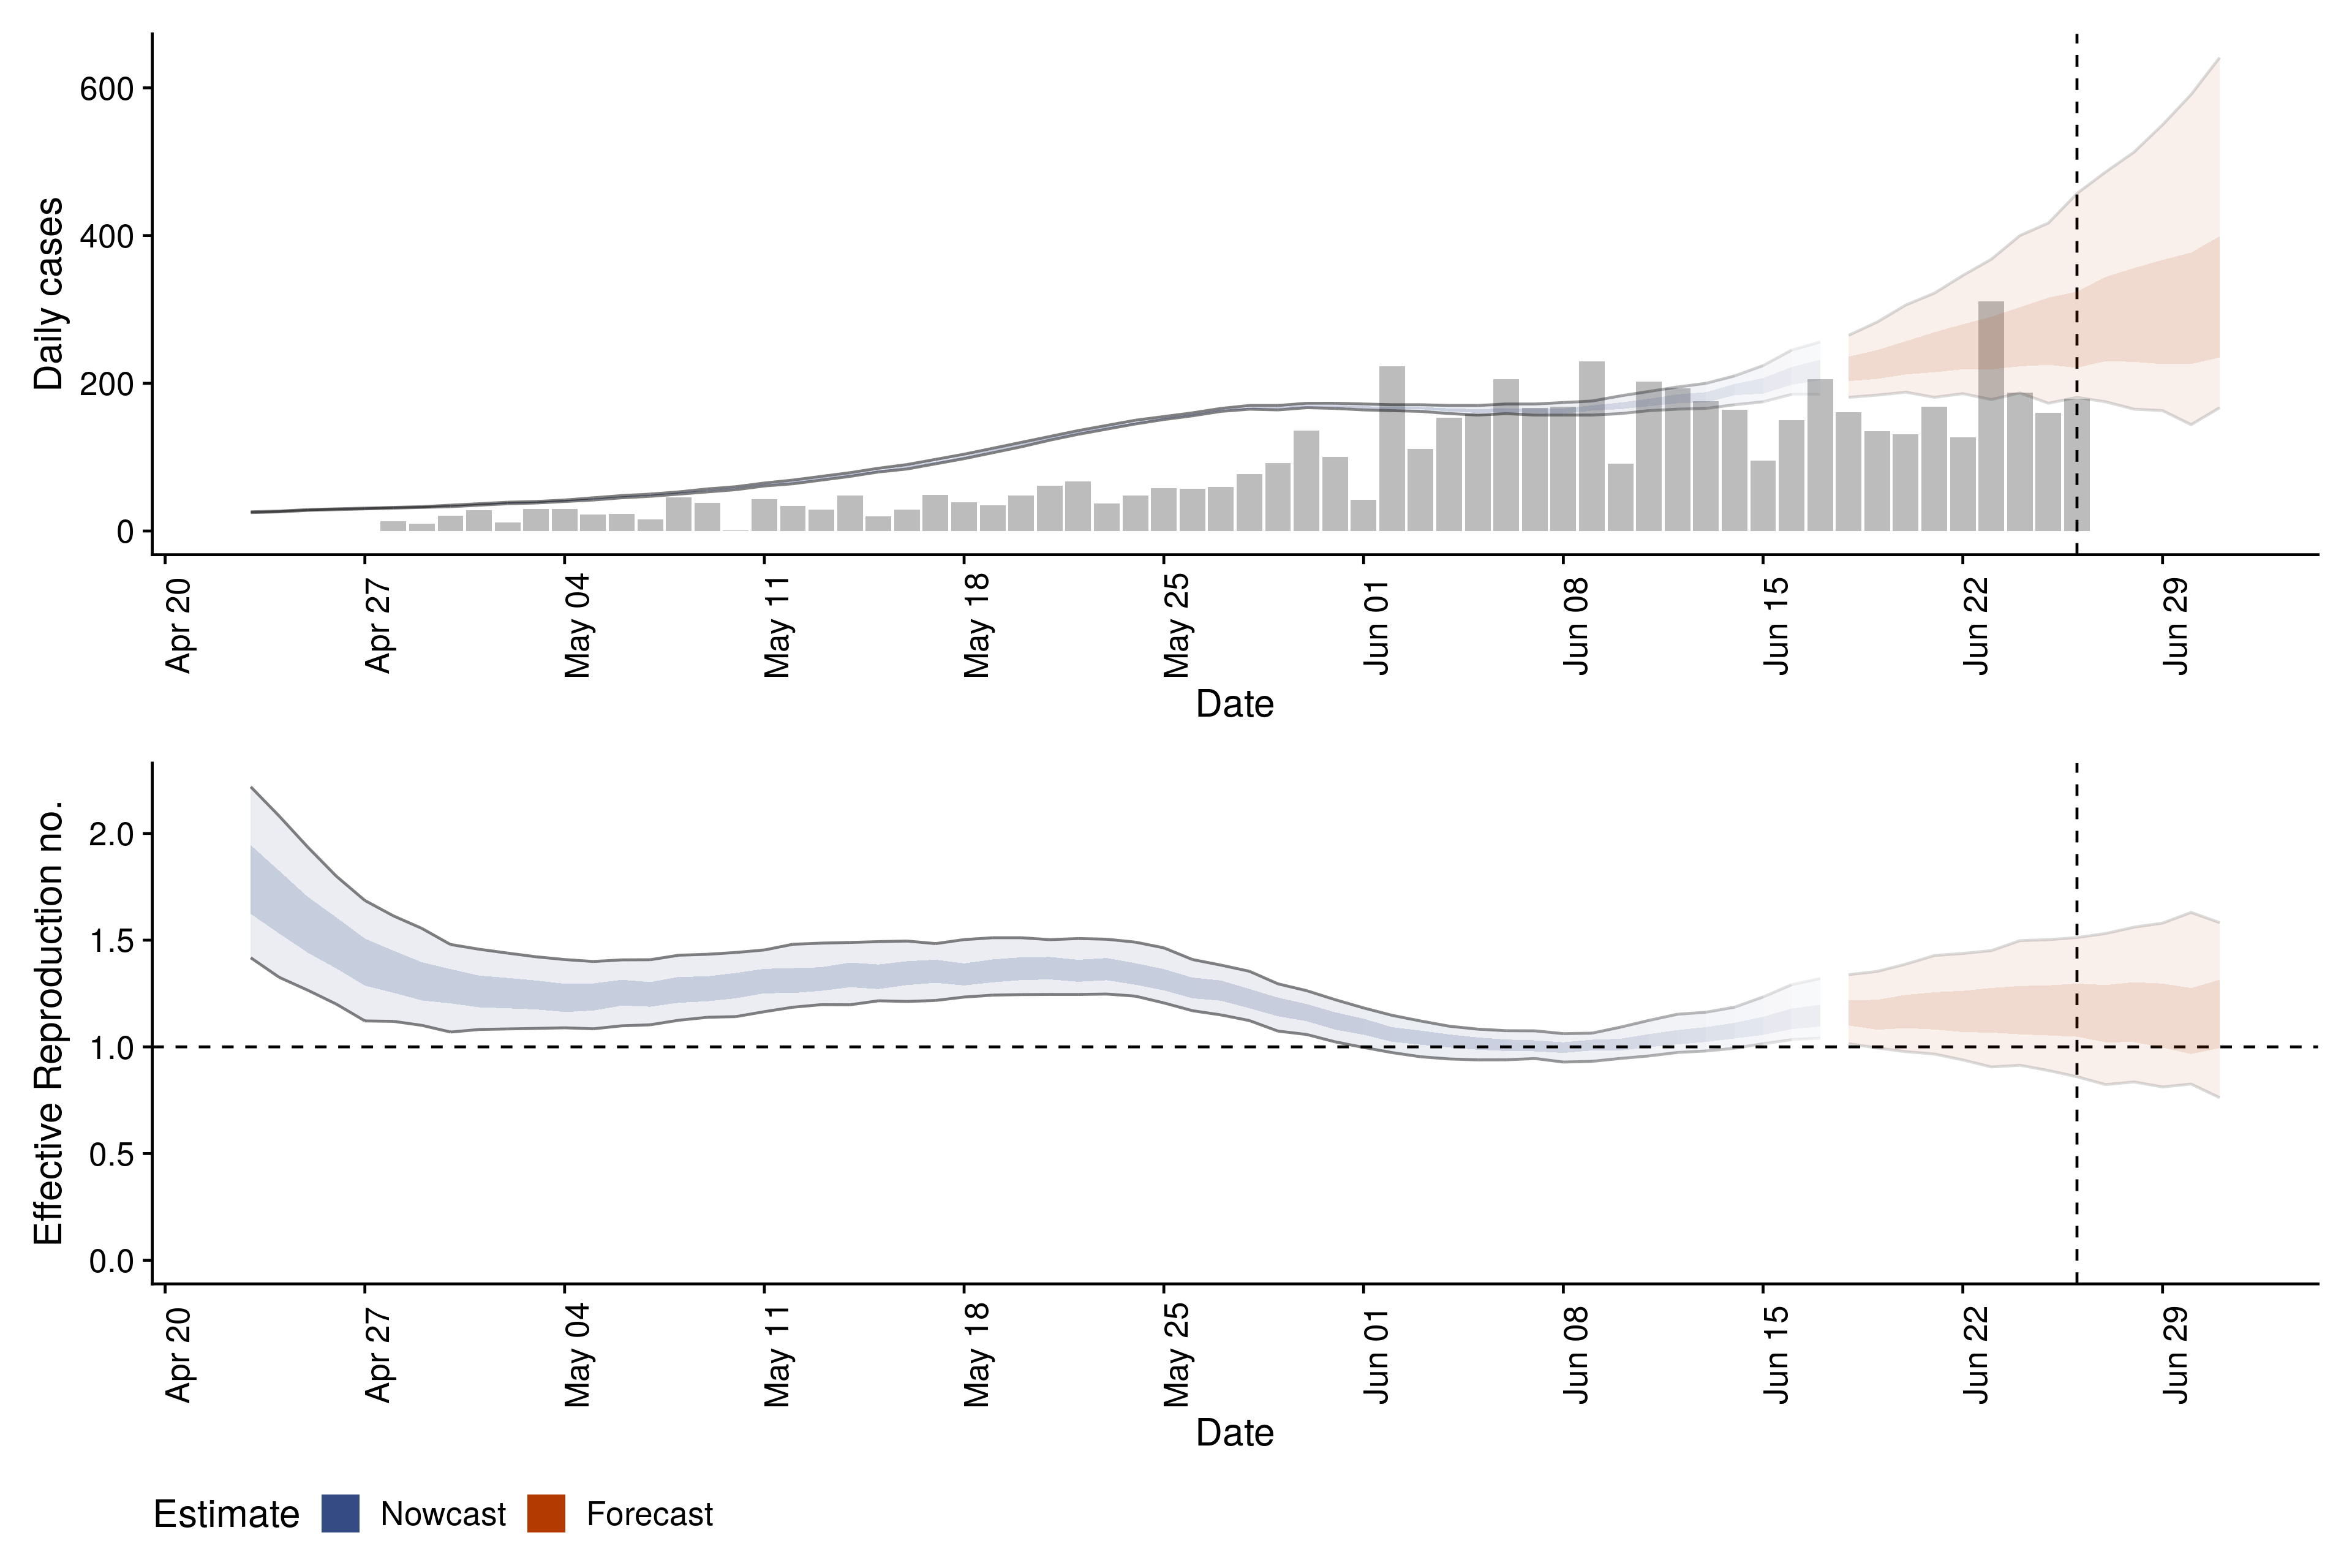 Daily cases
600
400
200
0
Apr 20
Apr 27
May 04
May 11
May 18
May 25
Jun 01
Jun 08
Jun 15
Jun 22
Jun 29
Date
Effective Reproduction no.
2.0
1.5
1.0
0.5
0.0
Apr 20
Apr 27
May 04
May 11
May 18
May 25
Jun 01
Jun 08
Jun 15
Jun 22
Jun 29
Date
Estimate Nowcast Forecast